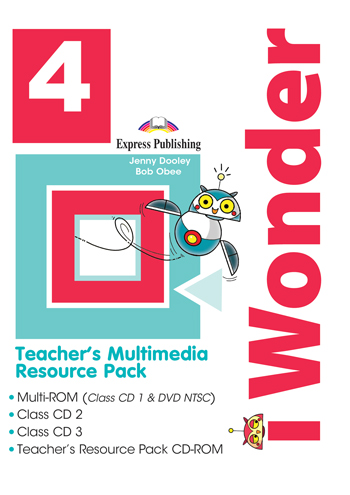 4
Express Publishing
Jenny Dooley
Bob Obee
i Wonder
Teacher's Multimedia
Resource Pack
• Multi-ROM (Class CD 1 & DVD NTSC)
• Class CD 2
• Class CD 3
• Teacher's Resource Pack CD-ROM